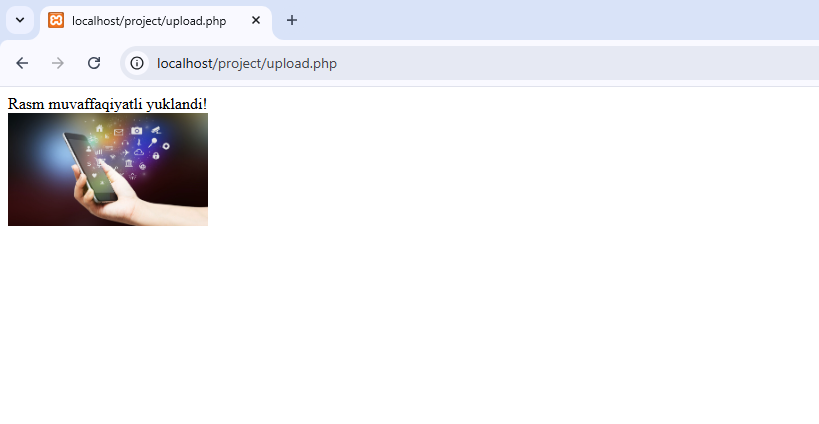 localhost/project/upload.php
localhost/project/upload.php
Rasm muvaffaqiyatli yuklandi!